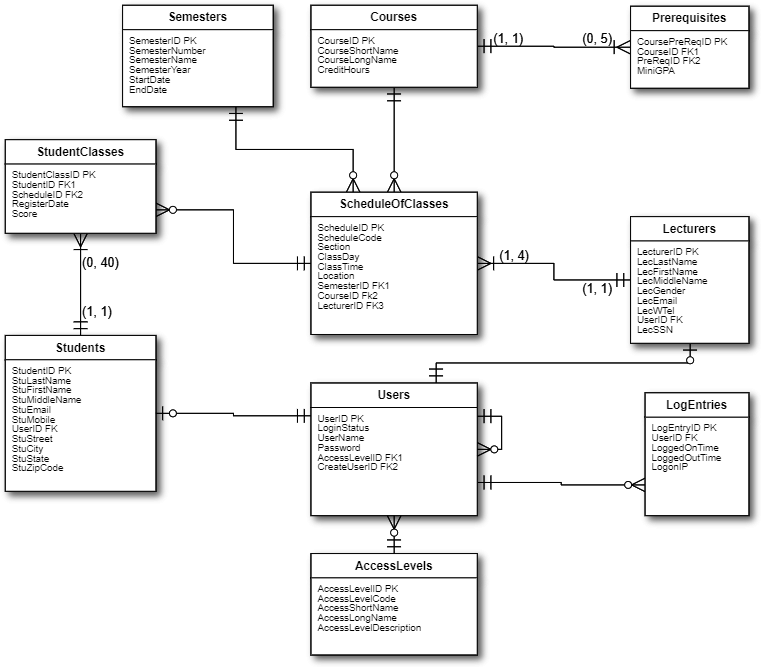 Semesters
SemesterID PK
SemesterNumber
SemesterName
SemesterYear
StartDate
EndDate
Courses
CourseID PK
CourseShortName
CourseLongName
CreditHours
(1, 1)
(0, 5)
Prerequisites
CoursePreReqID PK
CourseID FK1
PreReqID FK2
MiniGPA
StudentClasses
StudentClassID PK
StudentID FK1
ScheduleID FK2
RegisterDate
Score
(0, 40)
(1, 1)
ScheduleOfClasses
ScheduleID PK
ScheduleCode
Section
ClassDay
ClassTime
Location
SemesterID FK1
CourseID Fk2
LecturerID FK3
(1, 4)
(1, 1)
Lecturers
LecturerID PK
LecLastName
LecFirstName
LecMiddleName
LecGender
LecEmail
LecWTel
UserID FK
LecSSN
Students
StudentID PK
StuLastName
StuFirstName
StuMiddleName
StuEmail
StuMobile
UserID FK
StuStreet
StuCity
StuState
StuZipCode
Users
UserID PK
LoginStatus
UserName
Password
AccessLevelID FK1
CreateUserID FK2
LogEntries
LogEntryID PK
UserID FK
LoggedOnTime
LoggedOutTime
LogonIP
AccessLevels
AccessLevelID PK
AccessLevelCode
AccessShortName
AccessLongName
AccessLevelDescription